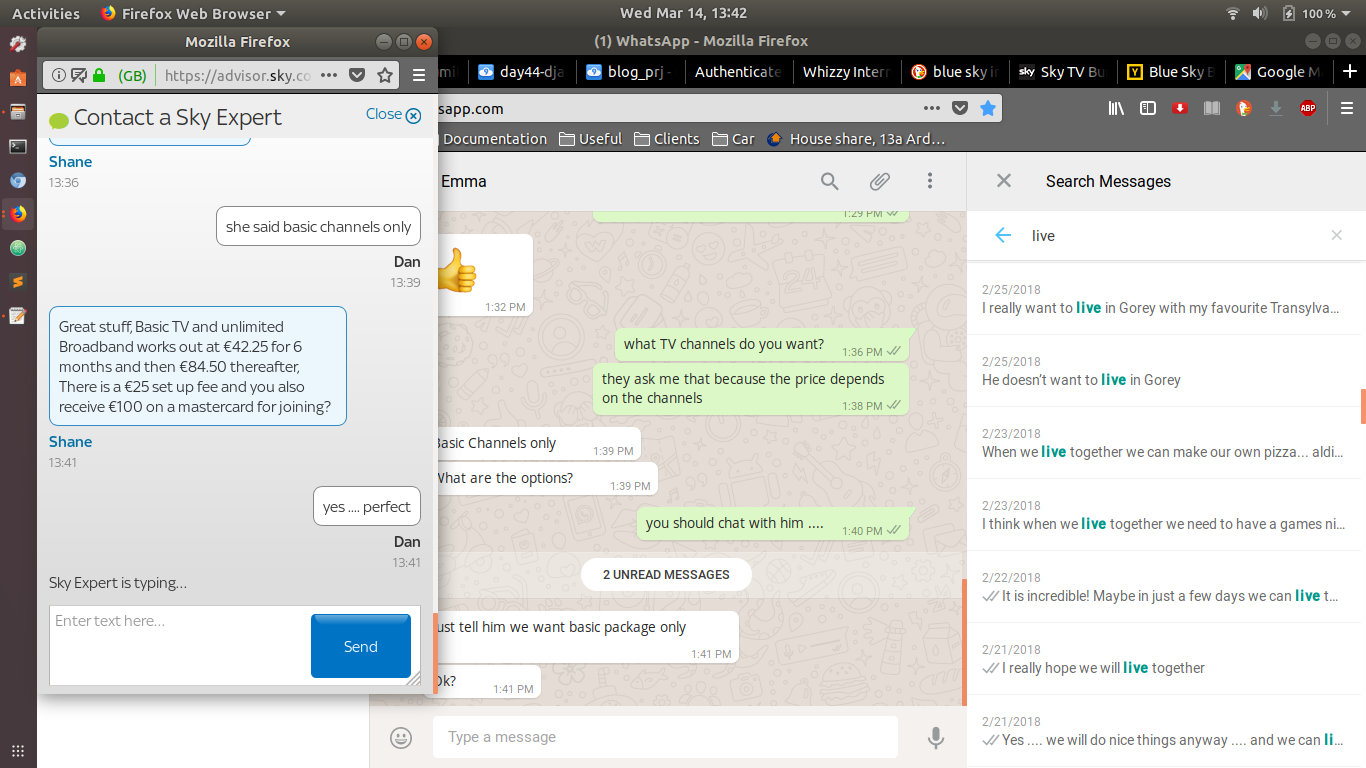 Activities
Firefox Web Browser
Wed Mar 14, 13:42
100 %
Mozilla Firefox
(1) WhatsApp - Mozilla Firefox
(GB)
https://advisor.sky.co
day44-dja
blog_prj -
Authenticate
Whizzy Intern
blue sky in
sky
Sky TV Bu
Blue Sky B
Google M
sapp.com
ABP
Documentation
Useful
Clients
Car
House share, 13a Ard…
Contact a Sky Expert
Close
Shane
13:36
she said basic channels only
Dan
13:39
Great stuff, Basic TV and unlimited
Broadband works out at €42.25 for 6
months and then €84.50 thereafter,
There is a €25 set up fee and you also
receive €100 on a mastercard for joining?
Shane
13:41
yes .... perfect
Dan
13:41
Sky Expert is typing...
Enter text here...
Send
Emma
1:29 PM
1:32 PM
what TV channels do you want?
1:36 PM
they ask me that because the price depends
on the channels
1:38 PM
Basic Channels only
1:39 PM
What are the options?
1:39 PM
you should chat with him ....
1:40 PM
2 UNREAD MESSAGES
ust tell him we want basic package only
1:41 PM
Ok?
1:41 PM
Type a message
Search Messages
live
2/25/2018
I really want to live in Gorey with my favourite Transylva...
2/25/2018
He doesn't want to live in Gorey
2/23/2018
When we live together we can make our own pizza... aldi...
2/23/2018
I think when we live together we need to have a games ni...
2/22/2018
It is incredible! Maybe in just a few days we can live t...
2/21/2018
I really hope we will live together
2/21/2018
Yes .... we will do nice things anyway .... and we can li...